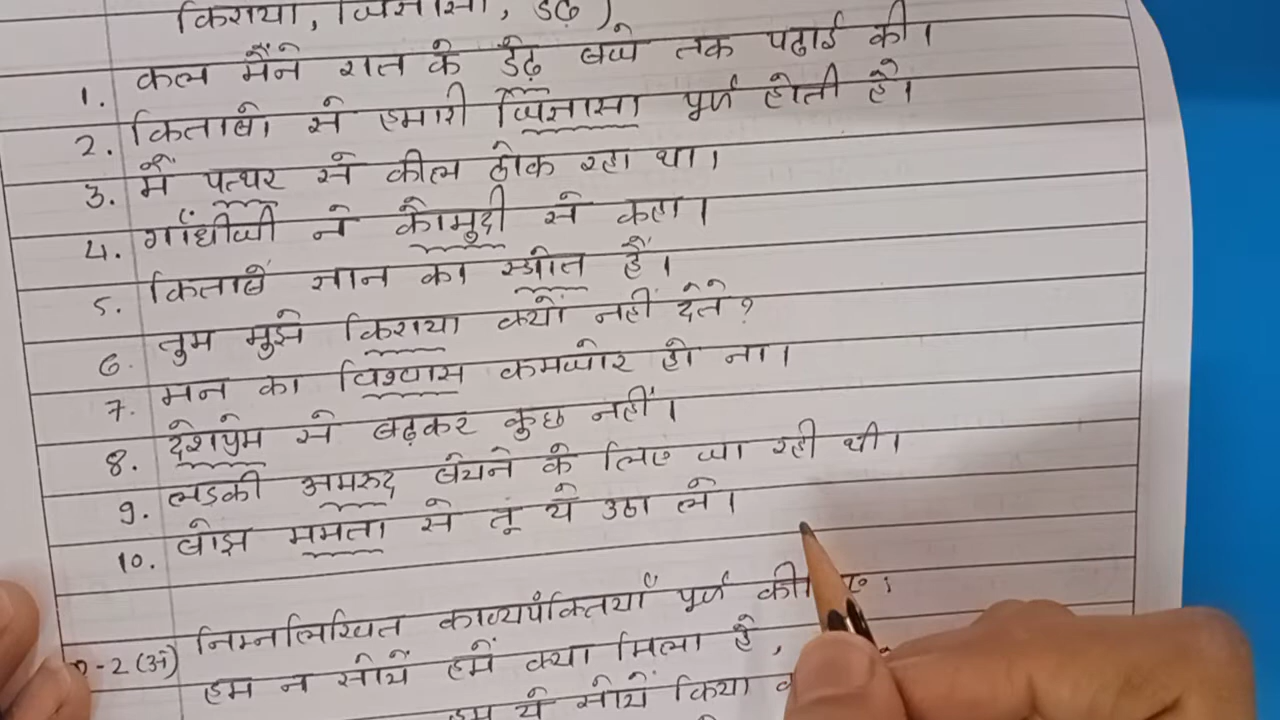 किराया, जिज्ञासा, डेढ़)
1. कल मैंने रात के डेढ़ बजे तक पढाई की।
2. किताबो से हमारी जिज्ञासा पूर्ण होती है।
3. मैं पत्थर से कील ठोक रहा था।
4. गाँधीजी ने कौमुदी से कहा।
5. किताबें ज्ञान का स्त्रोत हैं।
6. तुम मुझे किराया क्यों नहीं देते?
7. मन का विश्वास कमजोर हो ना।
8. देशप्रेम से बढ़कर कुछ नहीं।
9. लड़की अमरुद बेचने के लिए जा रही थी।
10. बोझ ममता से तूं ये उठा ले।
-2 (अ) निम्नलिखित काव्यपंक्तियाँ पूर्ण
हम न सोचें हमें क्या मिला है,
हम ये सोचें किया